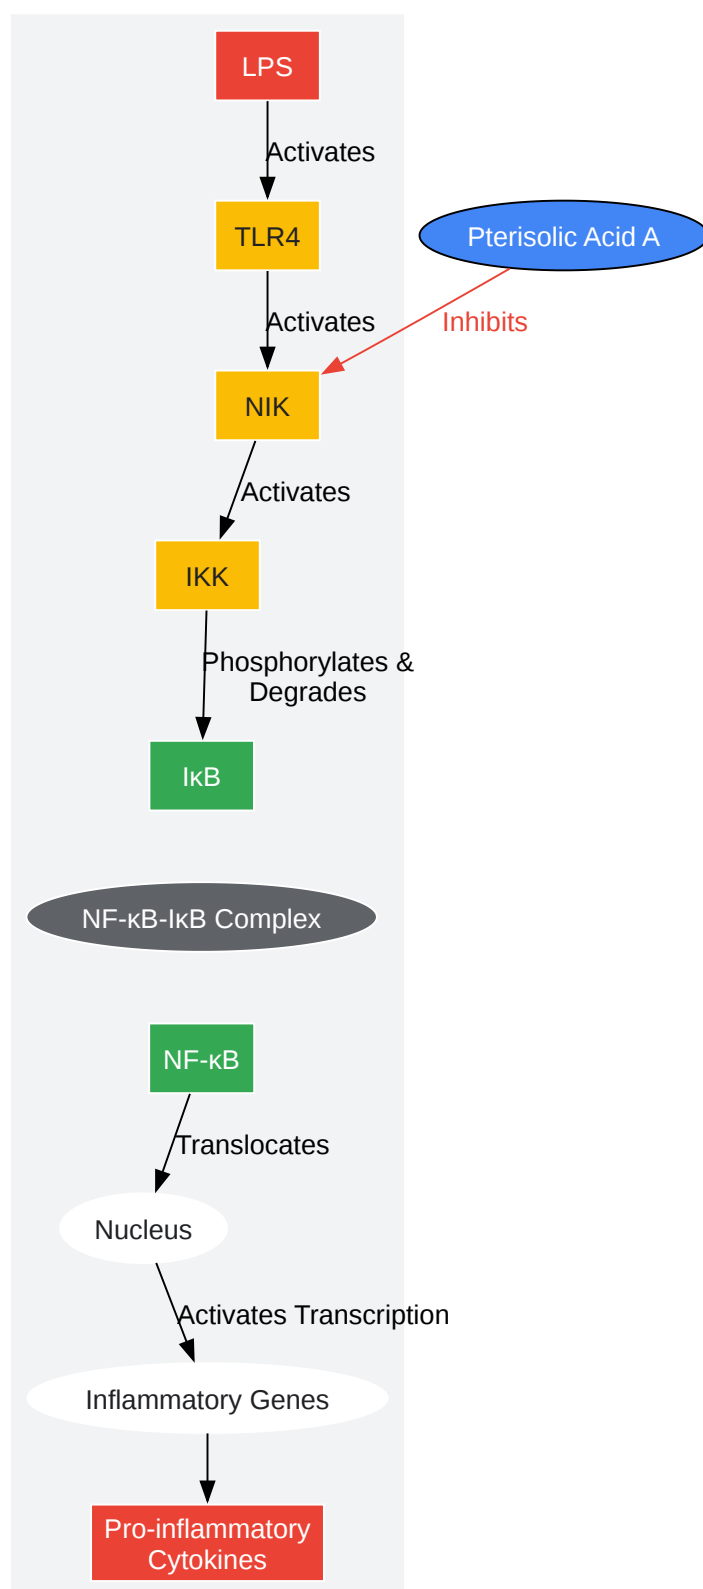 LPS
Activates
TLR4
Pterisolic Acid A
Activates
Inhibits
NIK
Activates
IKK
Phosphorylates &
Degrades
IκB
NF-κB-IκB Complex
NF-κB
Translocates
Nucleus
Activates Transcription
Inflammatory Genes
Pro-inflammatory
Cytokines